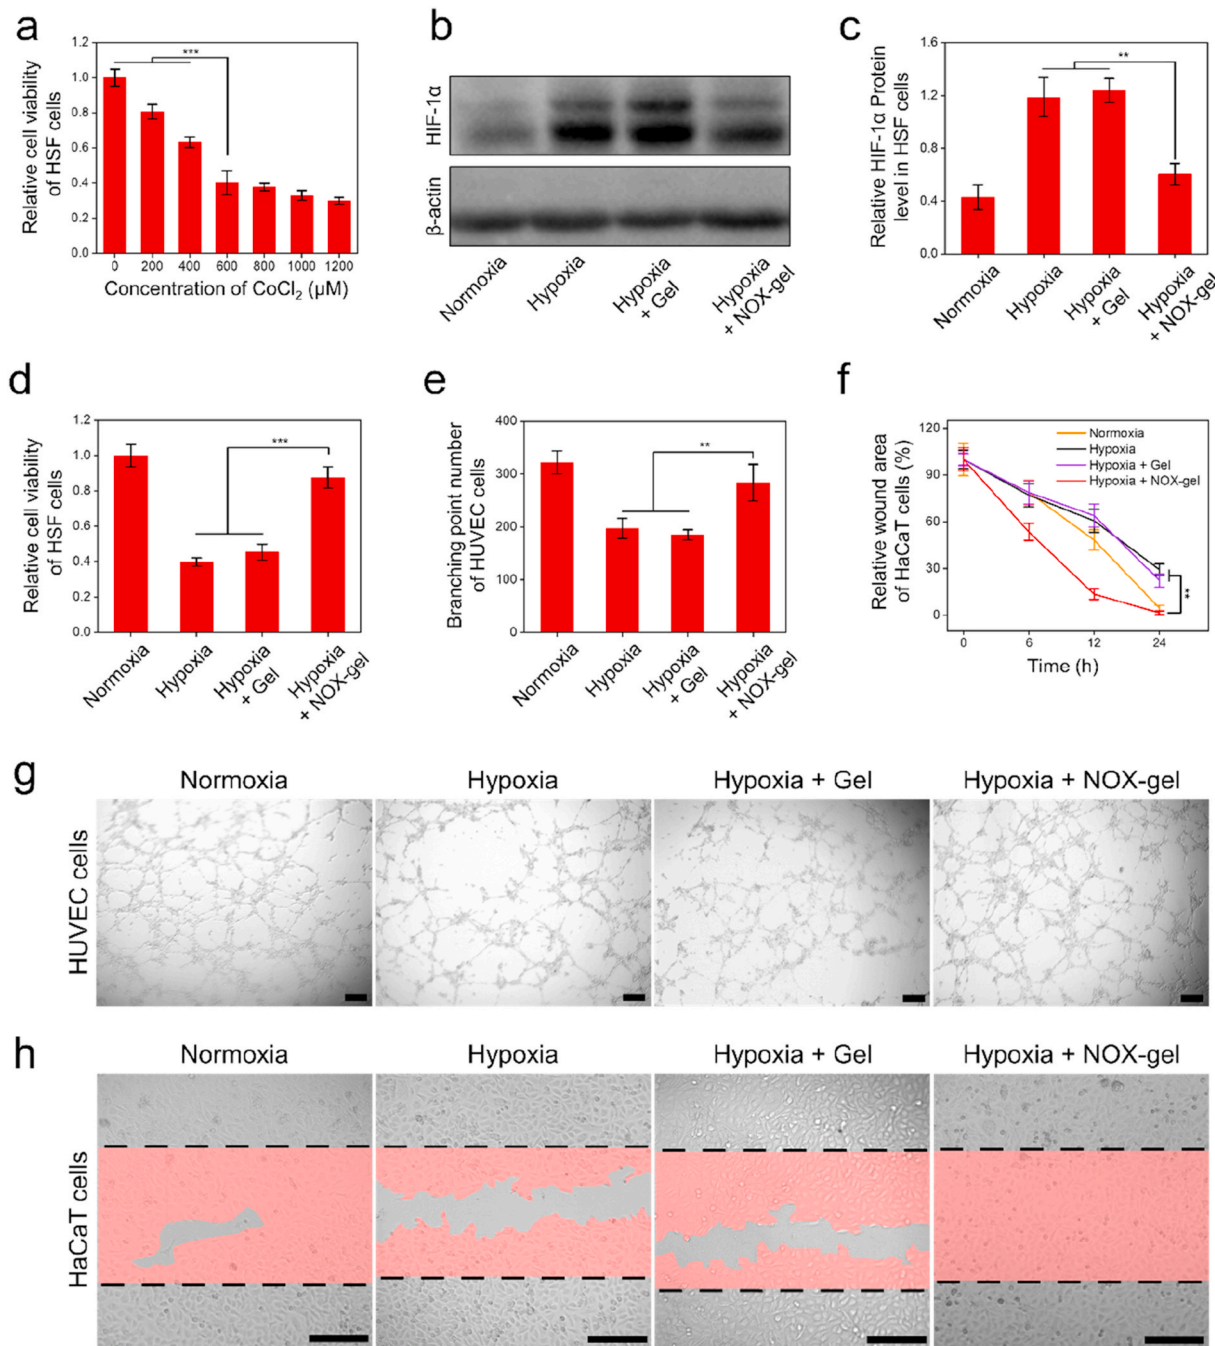 a
Relative cell viability
of HSF cells
1.2
1.0
0.8
0.6
0.4
0.2
0.0
***
0 200 400 600 800 1000 1200
Concentration of CoCl2 (μM)
b
HIF-1α
β-actin
Normoxia
Hypoxia
Hypoxia
+ Gel
Hypoxia
+ NOX-gel
c
Relative HIF-1α Protein
level in HSF cells
1.6
1.2
0.8
0.4
0.0
**
Normoxia
Hypoxia
Hypoxia
+ Gel
Hypoxia
+ NOX-gel
d
Relative cell viability
of HSF cells
1.2
1.0
0.8
0.6
0.4
0.2
0.0
***
Normoxia
Hypoxia
Hypoxia
+ Gel
Hypoxia
+ NOX-gel
e
Branching point number
of HUVEC cells
400
300
200
100
0
**
Normoxia
Hypoxia
Hypoxia
+ Gel
Hypoxia
+ NOX-gel
f
Relative wound area
of HaCaT cells (%)
120
90
60
30
0
Normoxia
Hypoxia
Hypoxia + Gel
Hypoxia + NOX-gel
**
0 6 12 24
Time (h)
g
Normoxia Hypoxia Hypoxia + Gel Hypoxia + NOX-gel
HUVEC cells
h
Normoxia Hypoxia Hypoxia + Gel Hypoxia + NOX-gel
HaCaT cells